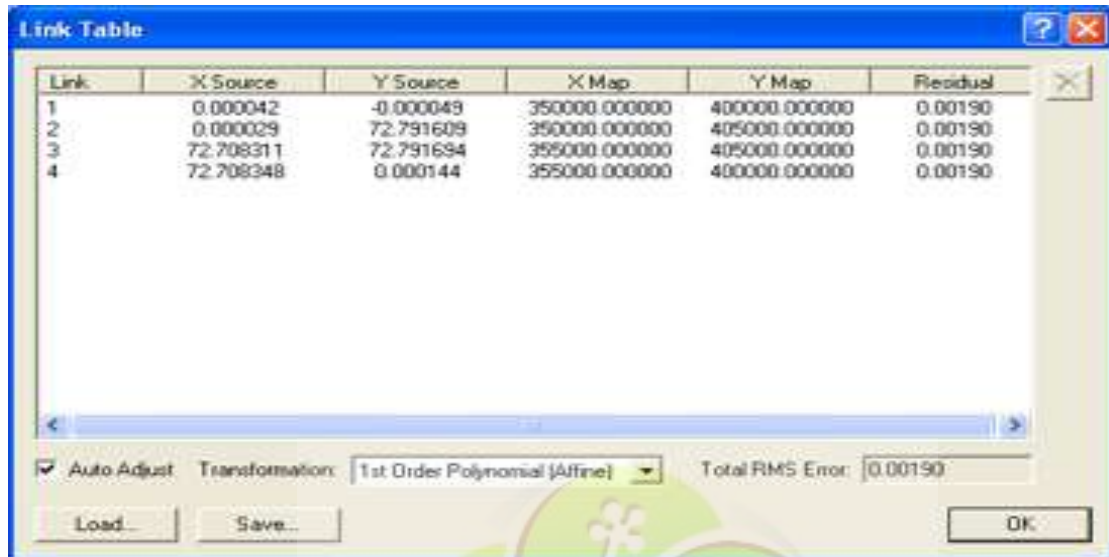 Link Table
Link X Source Y Source X Map Y Map Residual
1 0.000042 -0.000049 350000.000000 400000.000000 0.00190
2 0.000029 72.791609 350000.000000 405000.000000 0.00190
3 72.708311 72.791694 355000.000000 405000.000000 0.00190
4 72.708348 0.000144 355000.000000 400000.000000 0.00190
Auto Adjust Transformation: 1st Order Polynomial (Affine) Total RMS Error: 0.00190
Load... Save... OK